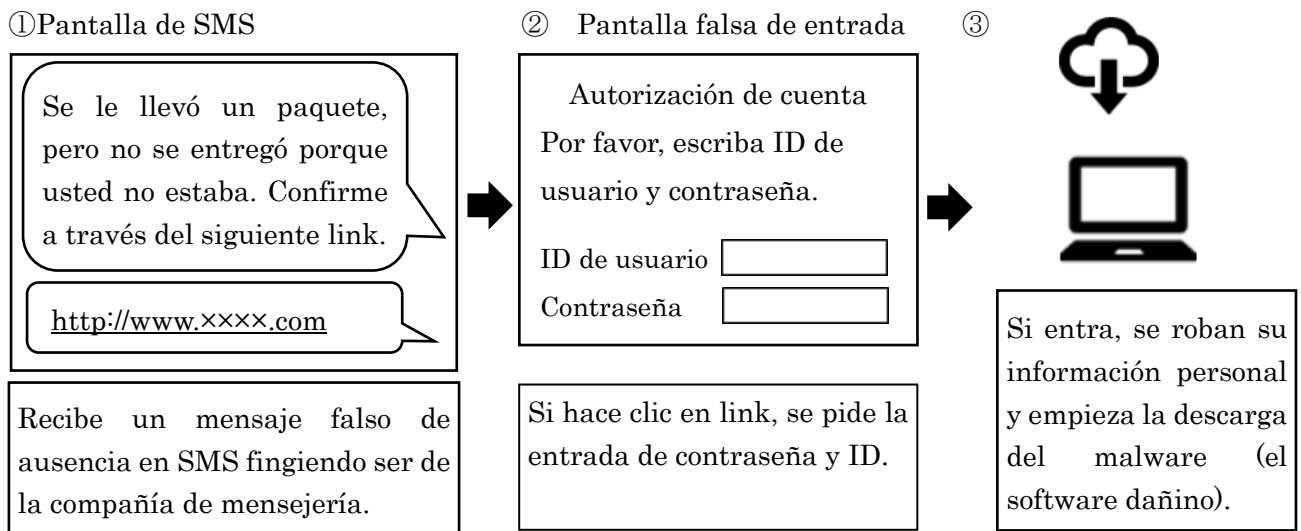 ①Pantalla de SMS
Se le llevó un paquete,
pero no se entregó porque
usted no estaba. Confirme
a través del siguiente link.
http://www.××××.com
Recibe un mensaje falso de
ausencia en SMS fingiendo ser de
la compañía de mensejería.
② Pantalla falsa de entrada
Autorización de cuenta
Por favor, escriba ID de
usuario y contraseña.
ID de usuario
Contraseña
Si hace clic en link, se pide la
entrada de contraseña y ID.
③
Si entra, se roban su
información personal
y empieza la descarga
del malware (el
software dañino).